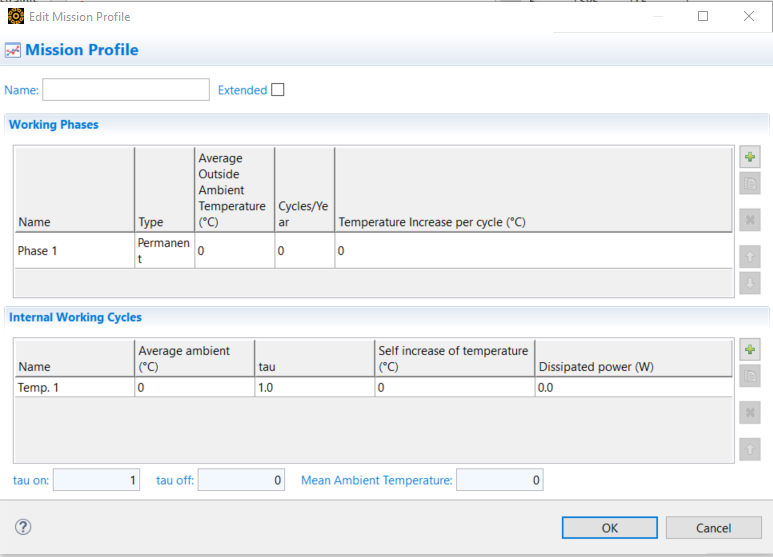 Edit Mission Profile
Mission Profile
Name:
Extended
Working Phases
Name
Type
Average
Outside
Ambient
Temperature
(°C)
Cycles/Ye
ar
Temperature Increase per cycle (°C)
Phase 1
Permanen
t
0
0
0
Internal Working Cycles
Name
Average ambient
(°C)
tau
Self increase of temperature
(°C)
Dissipated power (W)
Temp. 1
0
1.0
0
0.0
tau on: 1
tau off: 0
Mean Ambient Temperature: 0
OK
Cancel